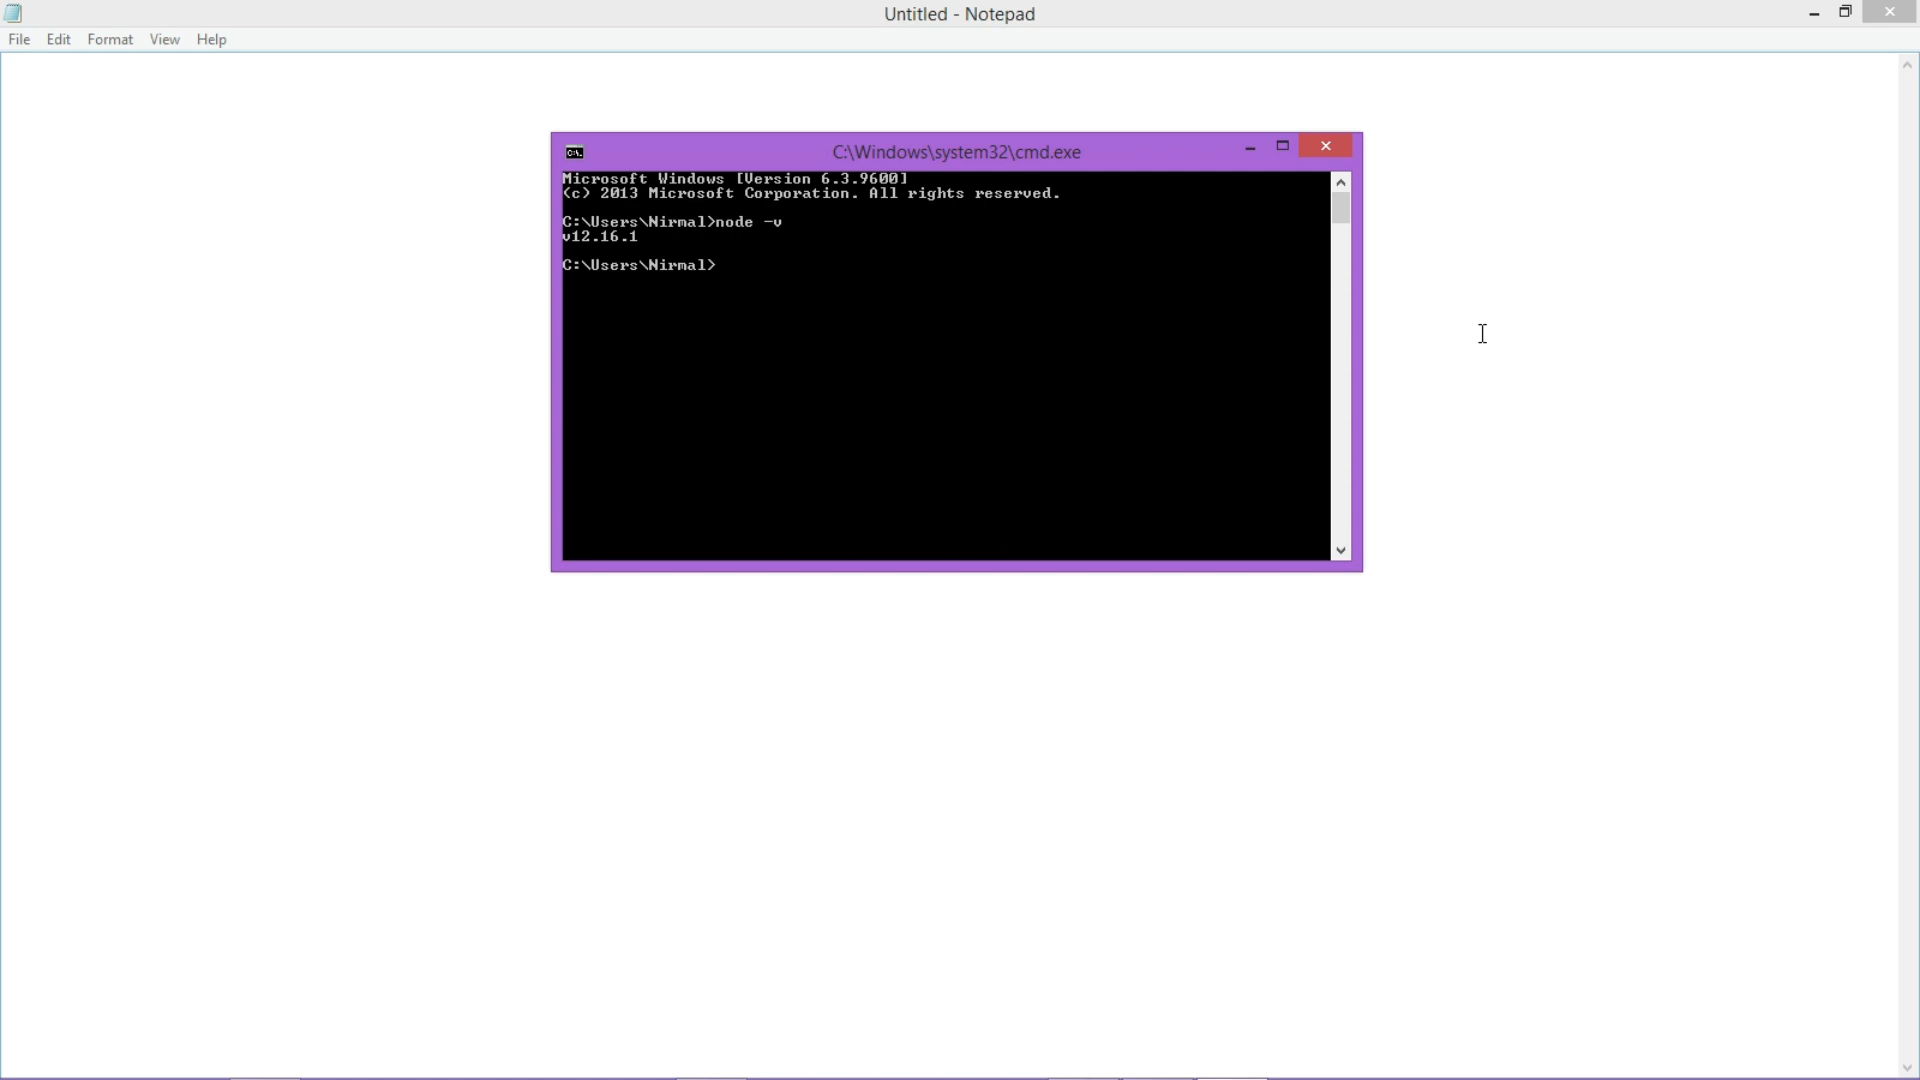 Untitled - Notepad
File Edit Format View Help
C:\Windows\system32\cmd.exe
Microsoft Windows [Version 6.3.9600]
(c) 2013 Microsoft Corporation. All rights reserved.
C:\Users\Nirmal>node -v
v12.16.1
C:\Users\Nirmal>